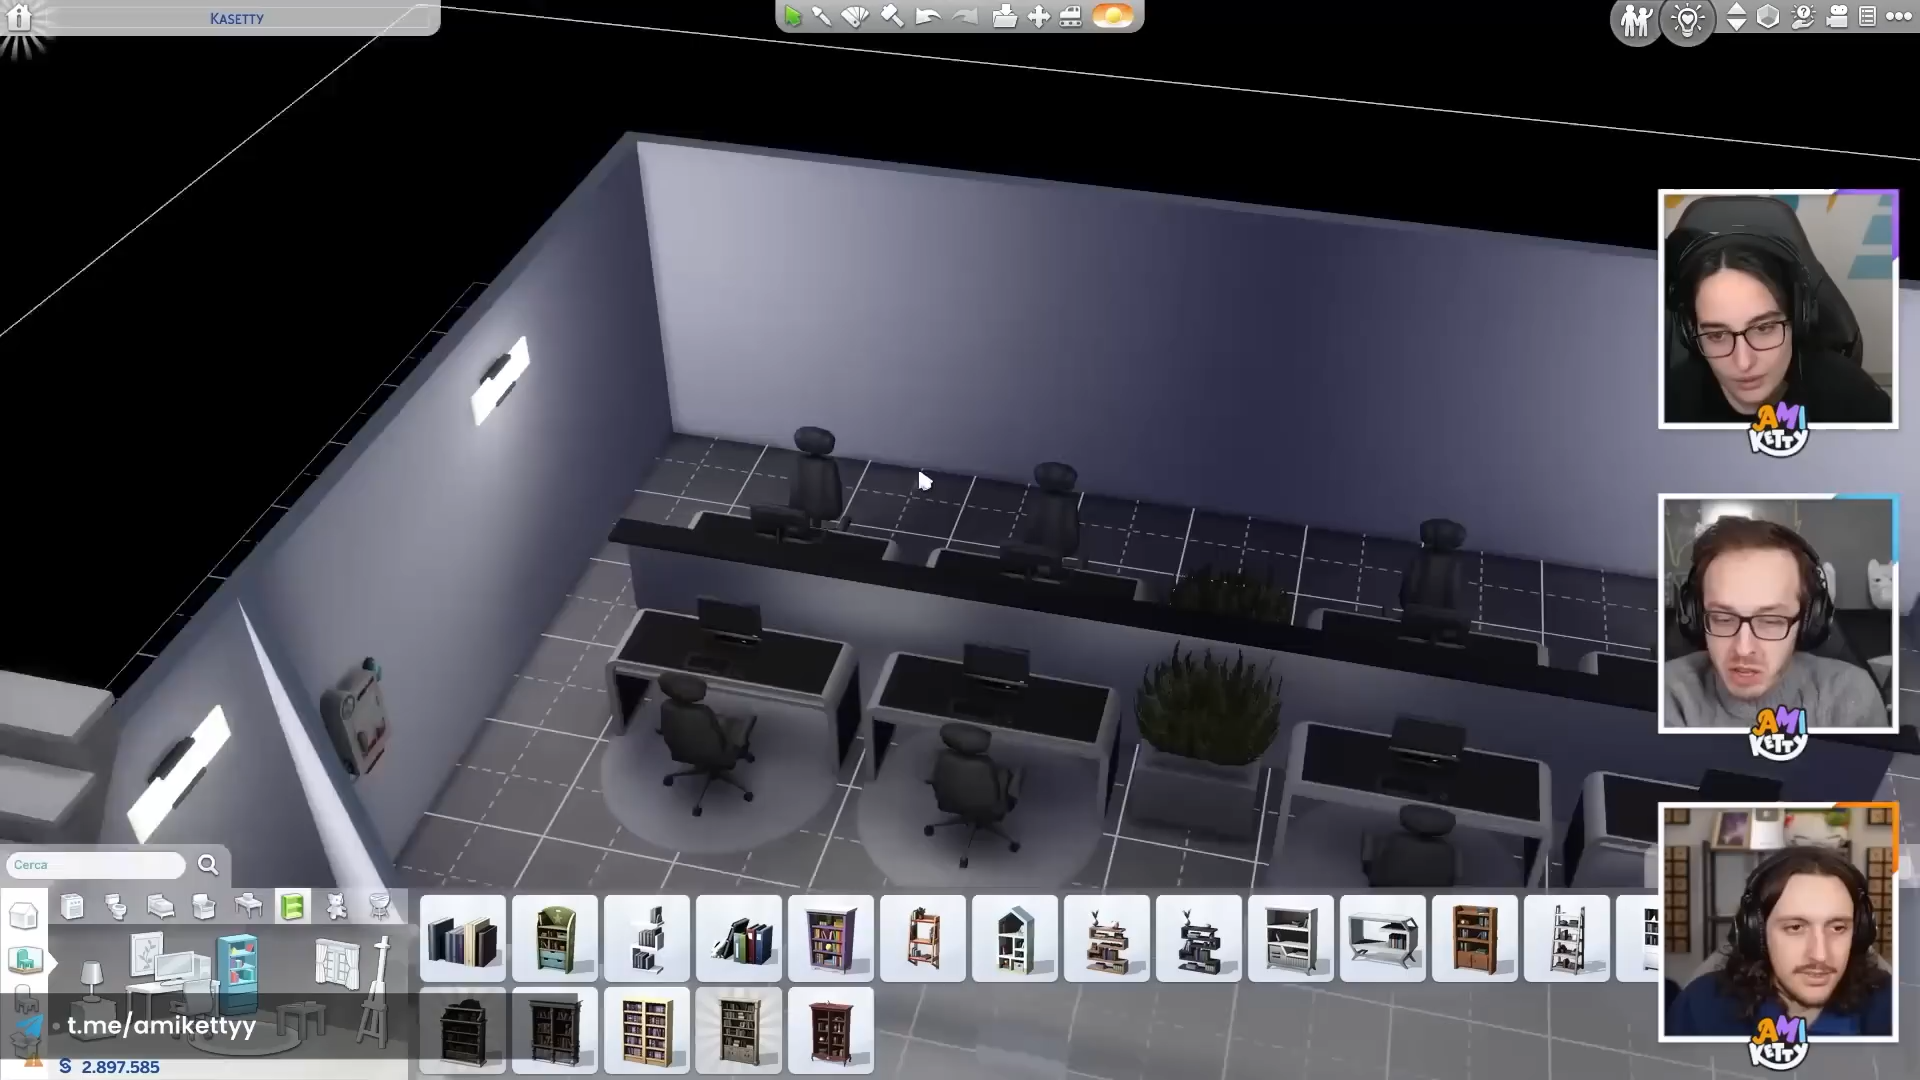 KASETTY
AMI
KETTY
AMI
KETTY
Cerca
AMI
KETTY
t.me/amikettyy
2.897.585